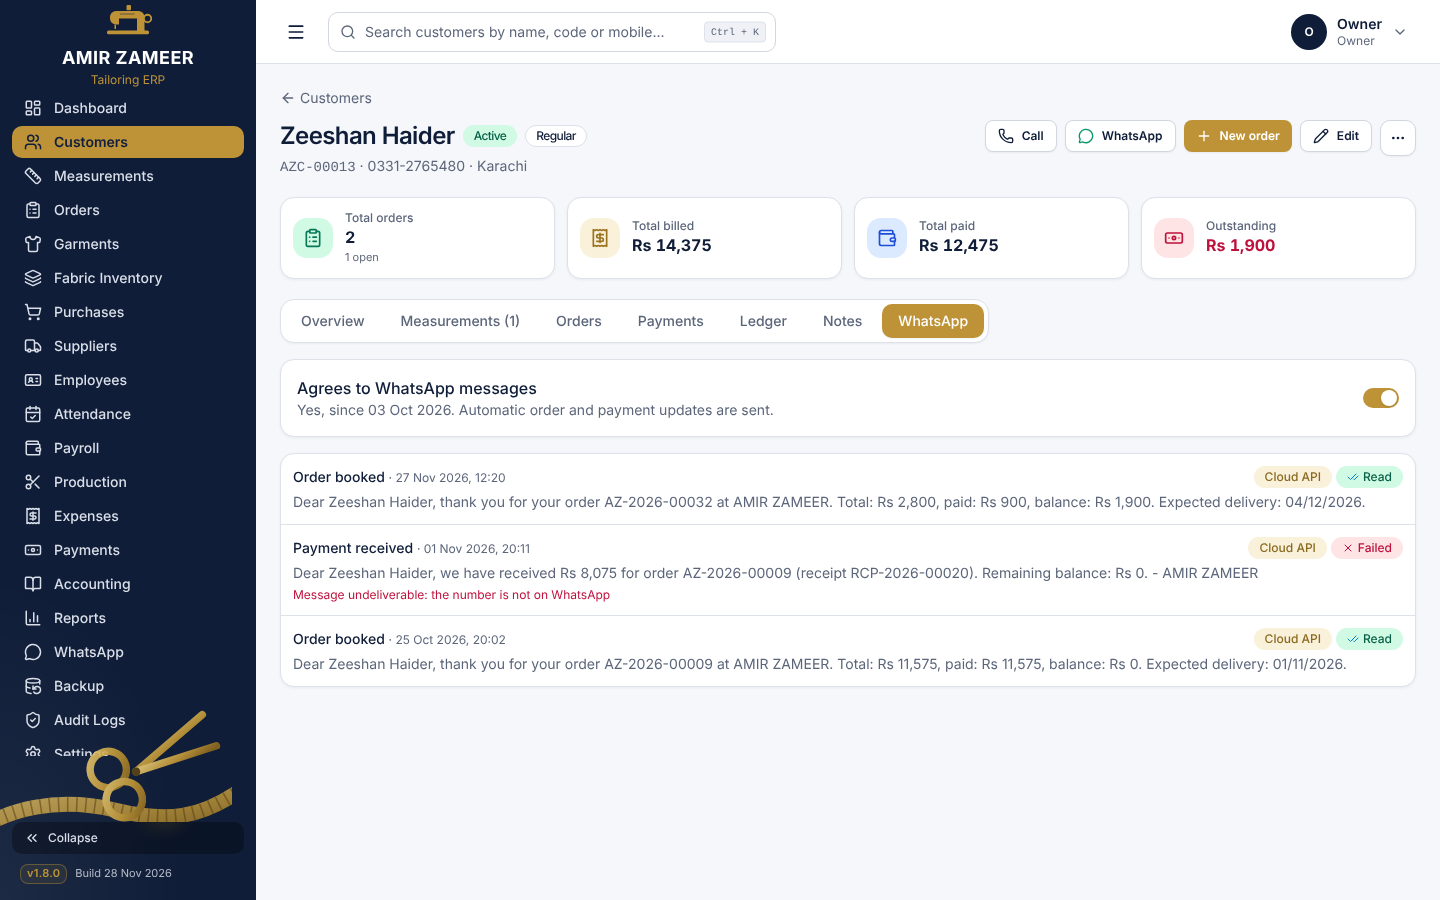 AMIR ZAMEER
Tailoring ERP
Dashboard
Customers
Measurements
Orders
Garments
Fabric Inventory
Purchases
Suppliers
Employees
Attendance
Payroll
Production
Expenses
Payments
Accounting
Reports
WhatsApp
Backup
Audit Logs
Settings
Collapse
v1.8.0 Build 28 Nov 2026
Search customers by name, code or mobile... Ctrl + K
O
Owner
Owner
Customers
Zeeshan Haider Active Regular
AZC-00013 · 0331-2765480 · Karachi
Call WhatsApp New order Edit
Total orders
2
1 open
Total billed
Rs 14,375
Total paid
Rs 12,475
Outstanding
Rs 1,900
Overview Measurements (1) Orders Payments Ledger Notes WhatsApp
Agrees to WhatsApp messages
Yes, since 03 Oct 2026. Automatic order and payment updates are sent.
Order booked · 27 Nov 2026, 12:20 Cloud API Read
Dear Zeeshan Haider, thank you for your order AZ-2026-00032 at AMIR ZAMEER. Total: Rs 2,800, paid: Rs 900, balance: Rs 1,900. Expected delivery: 04/12/2026.
Payment received · 01 Nov 2026, 20:11 Cloud API Failed
Dear Zeeshan Haider, we have received Rs 8,075 for order AZ-2026-00009 (receipt RCP-2026-00020). Remaining balance: Rs 0. - AMIR ZAMEER
Message undeliverable: the number is not on WhatsApp
Order booked · 25 Oct 2026, 20:02 Cloud API Read
Dear Zeeshan Haider, thank you for your order AZ-2026-00009 at AMIR ZAMEER. Total: Rs 11,575, paid: Rs 11,575, balance: Rs 0. Expected delivery: 01/11/2026.